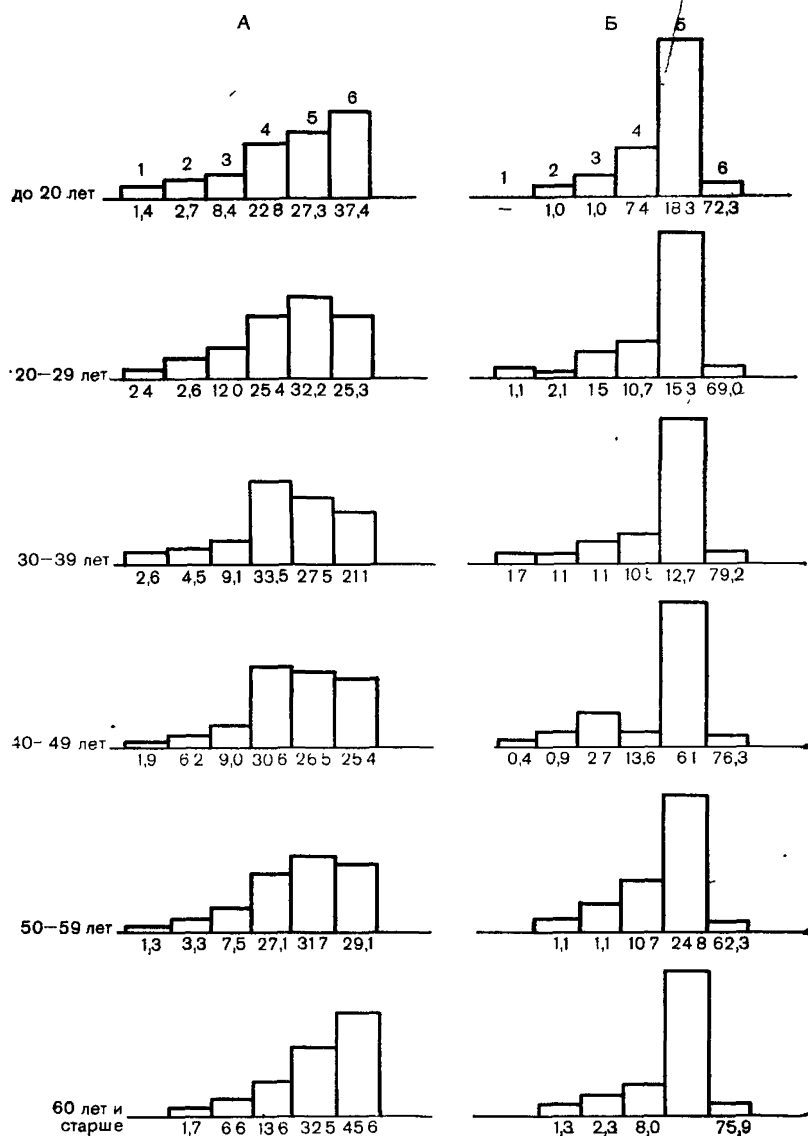 А Б
1 2 3 4 5 6 1 2 3 4 5 6
до 20 лет 1,4 2,7 8,4 22 8 27,3 37,4 — 1,0 1,0 7 4 18 3 72,3
20—29 лет 2 4 2,6 12 0 25 4 32,2 25,3 1,1 2,1 1 5 10,7 15 3 69,0
30—39 лет 2,6 4,5 9,1 33,5 27 5 21 1 1 7 1 1 1 1 12,7 79,2
40—49 лет 1,9 6 2 9,0 30 6 26 5 25 4 0,4 0,9 2 7 13,6 6 1 76,3
50—59 лет 1,3 3,3 7,5 27,1 31 7 29,1 1,1 1,1 10 7 24 8 62,3
60 лет и
старше 1,7 6 6 13 6 32 5 45 6 1,3 2,3 8,0 75,9